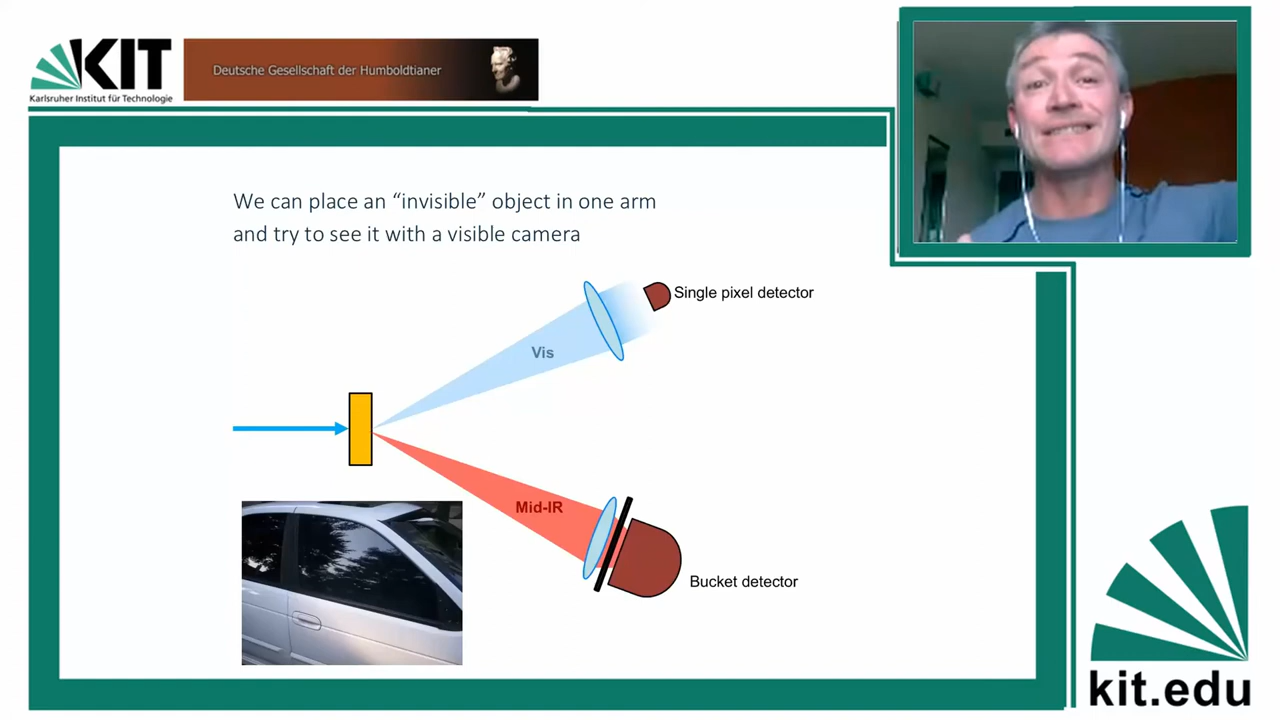 KIT
Karlsruher Institut für Technologie
Deutsche Gesellschaft der Humboldtianer
We can place an “invisible” object in one arm
and try to see it with a visible camera
Single pixel detector
Vis
Mid-IR
Bucket detector
kit.edu